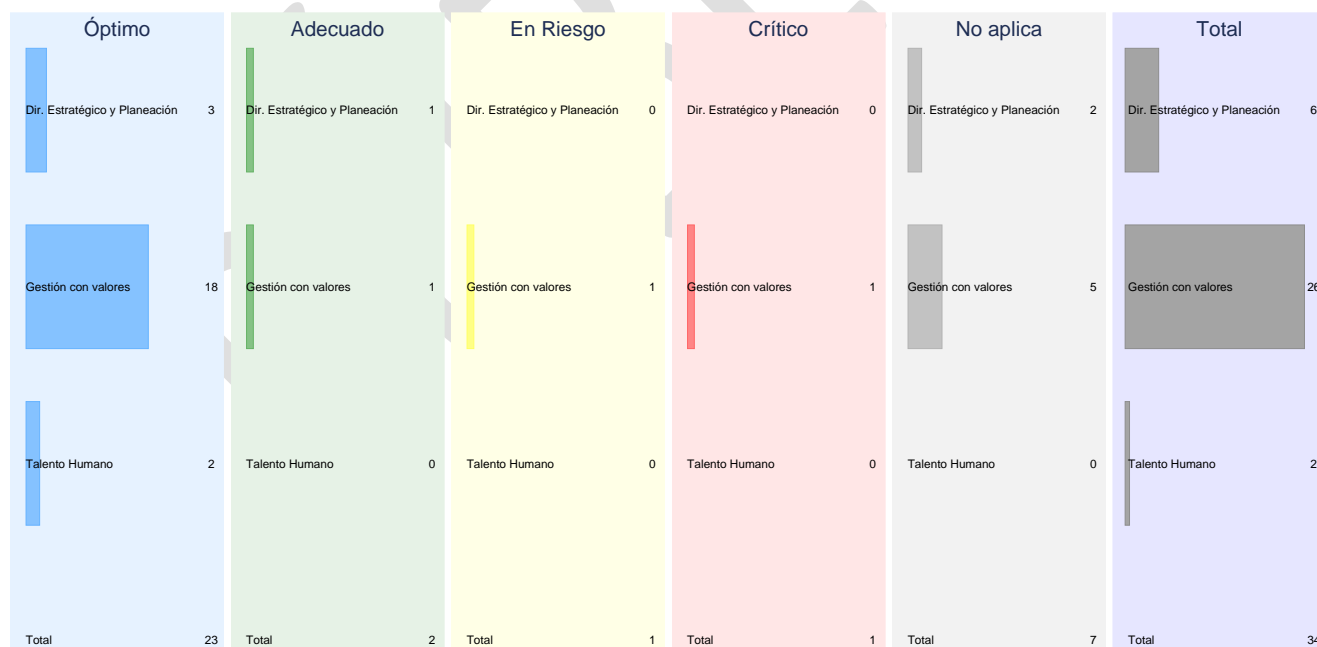 Óptimo Adecuado En Riesgo Crítico No aplica Total
Dir. Estratégico y Planeación 3 Dir. Estratégico y Planeación 1 Dir. Estratégico y Planeación 0 Dir. Estratégico y Planeación 0 Dir. Estratégico y Planeación 2 Dir. Estratégico y Planeación 6
Gestión con valores 18 Gestión con valores 1 Gestión con valores 1 Gestión con valores 1 Gestión con valores 5 Gestión con valores 26
Talento Humano 2 Talento Humano 0 Talento Humano 0 Talento Humano 0 Talento Humano 0 Talento Humano 2
Total 23 Total 2 Total 1 Total 1 Total 7 Total 34